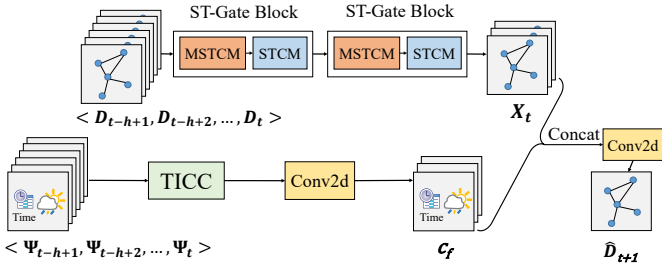 ST-Gate Block
ST-Gate Block
MSTCM
STCM
MSTCM
STCM
< D_{t−h+1}, D_{t−h+2}, ..., D_t >
X_t
Concat
Conv2d
TICC
Conv2d
Time
Time
< Ψ_{t−h+1}, Ψ_{t−h+2}, ..., Ψ_t >
c_f
D̂_{t+1}